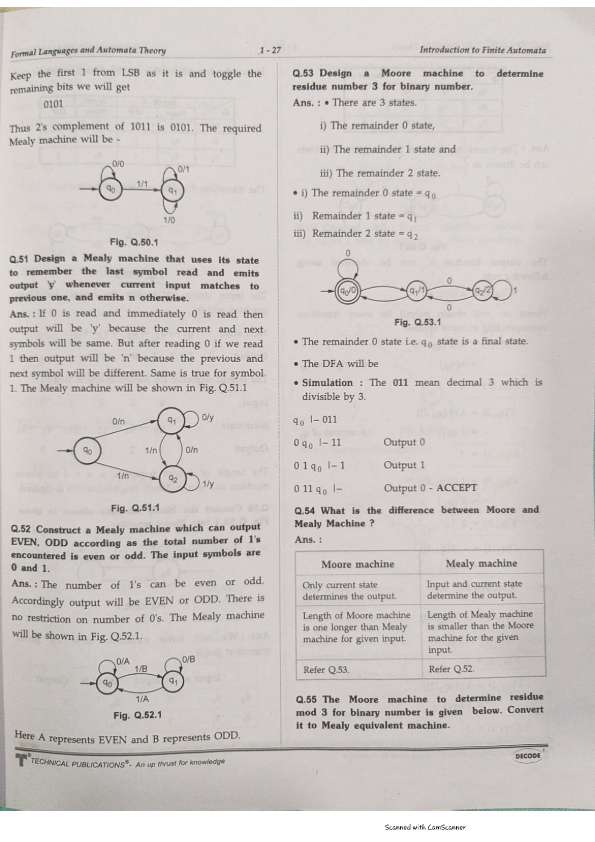 Formal Languages and Automata Theory
1 - 27
Introduction to Finite Automata
Keep the first 1 from LSB as it is and toggle the
remaining bits we will get
0101
Thus 2's complement of 1011 is 0101. The required
Mealy machine will be -
0/0
0/1
q0
1/1
q1
1/0
Fig. Q.50.1
Q.51 Design a Mealy machine that uses its state
to remember the last symbol read and emits
output 'y' whenever current input matches to
previous one, and emits n otherwise.
Ans. : If 0 is read and immediately 0 is read then
output will be 'y' because the current and next
symbols will be same. But after reading 0 if we read
1 then output will be 'n' because the previous and
next symbol will be different. Same is true for symbol
1. The Mealy machine will be shown in Fig. Q.51.1
0/n
q1
0/y
q0
1/n
0/n
1/n
q2
1/y
Fig. Q.51.1
Q.52 Construct a Mealy machine which can output
EVEN, ODD according as the total number of 1's
encountered is even or odd. The input symbols are
0 and 1.
Ans. : The number of 1's can be even or odd.
Accordingly output will be EVEN or ODD. There is
no restriction on number of 0's. The Mealy machine
will be shown in Fig. Q.52.1.
0/A
1/B
0/B
q0
q1
1/A
Fig. Q.52.1
Here A represents EVEN and B represents ODD.
Q.53 Design a Moore machine to determine
residue number 3 for binary number.
Ans. : • There are 3 states.
i) The remainder 0 state,
ii) The remainder 1 state and
iii) The remainder 2 state.
• i) The remainder 0 state = q0
ii) Remainder 1 state = q1
iii) Remainder 2 state = q2
0
q0/0
q1/1
0
q2/2
1
0
Fig. Q.53.1
• The remainder 0 state i.e. q0 state is a final state.
• The DFA will be
• Simulation : The 011 mean decimal 3 which is
divisible by 3.
q0 |– 011
0 q0 |– 11 Output 0
0 1 q0 |– 1 Output 1
0 11 q0 |– Output 0 - ACCEPT
Q.54 What is the difference between Moore and
Mealy Machine ?
Ans. :
Moore machine
Mealy machine
Only current state
determines the output.
Input and current state
determine the output.
Length of Moore machine
is one longer than Mealy
machine for given input.
Length of Mealy machine
is smaller than the Moore
machine for the given
input.
Refer Q.53.
Refer Q.52.
Q.55 The Moore machine to determine residue
mod 3 for binary number is given below. Convert
it to Mealy equivalent machine.
TECHNICAL PUBLICATIONS® - An up thrust for knowledge
DECODE
Scanned with CamScanner